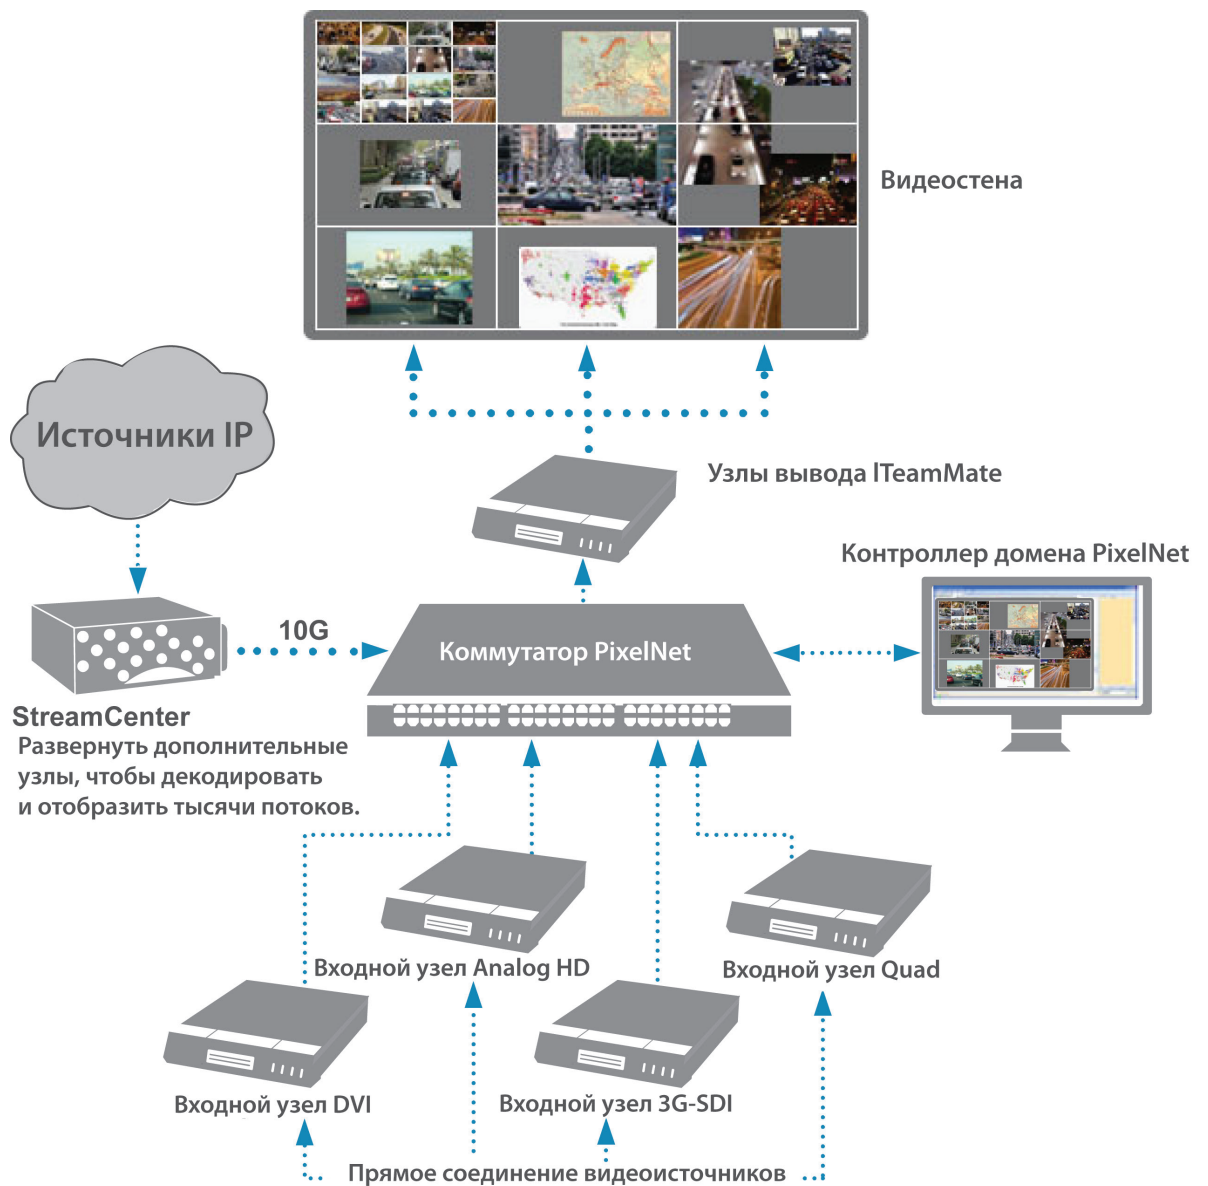 Видеостена
Источники IP
Узлы вывода ITeamMate
Контроллер домена PixelNet
10G
Коммутатор PixelNet
StreamCenter
Развернуть дополнительные
узлы, чтобы декодировать
и отобразить тысячи потоков.
Входной узел Analog HD
Входной узел Quad
Входной узел DVI
Входной узел 3G-SDI
Прямое соединение видеоисточников